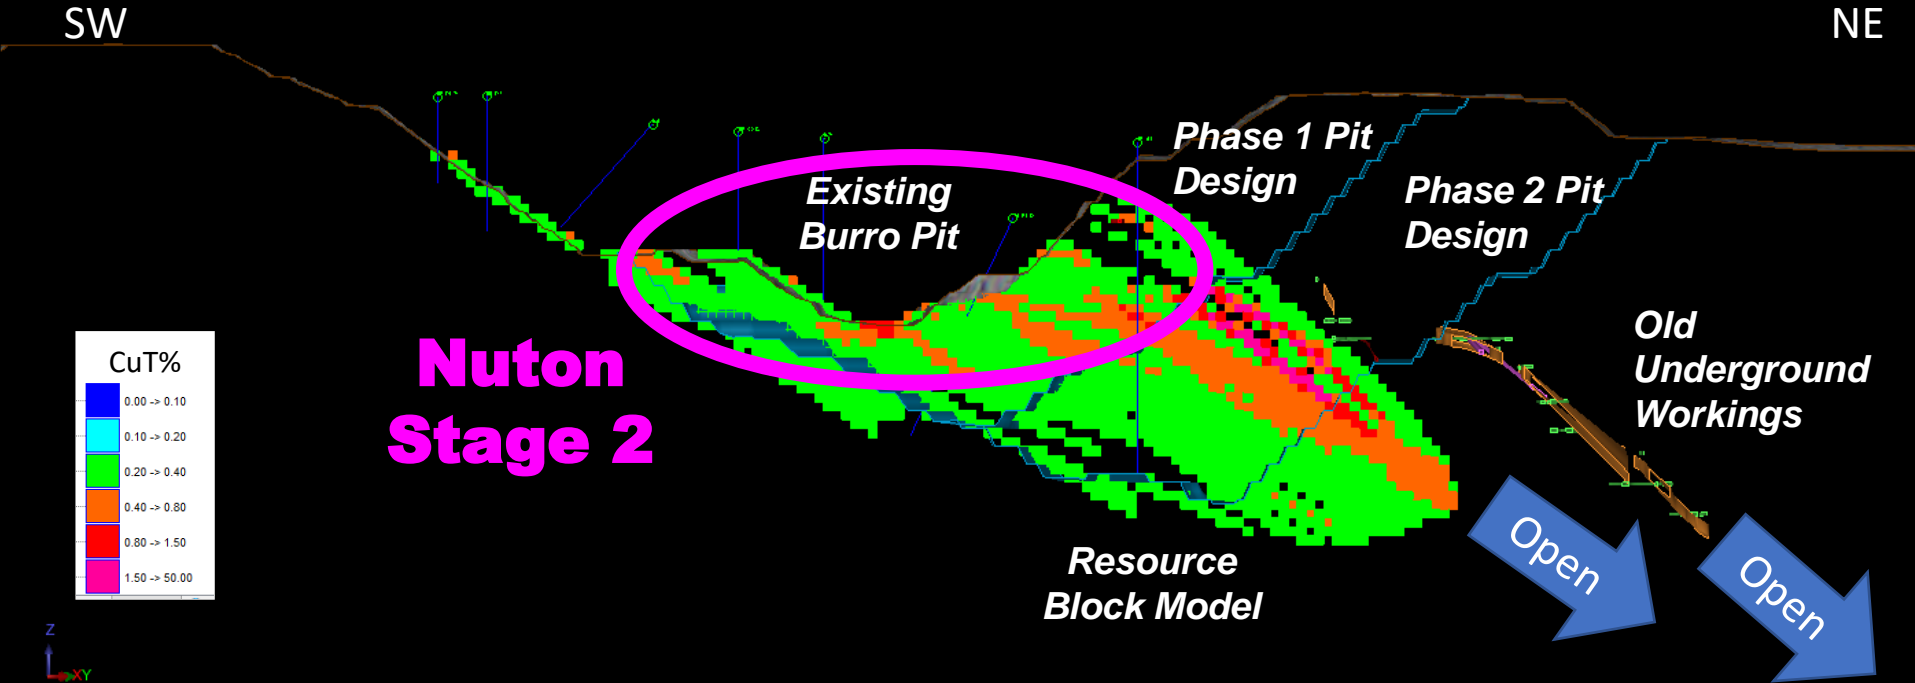 SW
NE
Phase 1 Pit
Design
Existing
Burro Pit
Phase 2 Pit
Design
Old
Underground
Workings
Nuton
Stage 2
CuT%
0.00 -> 0.10
0.10 -> 0.20
0.20 -> 0.40
0.40 -> 0.80
0.80 -> 1.50
1.50 -> 50.00
Resource
Block Model
Open
Open
Z
XY